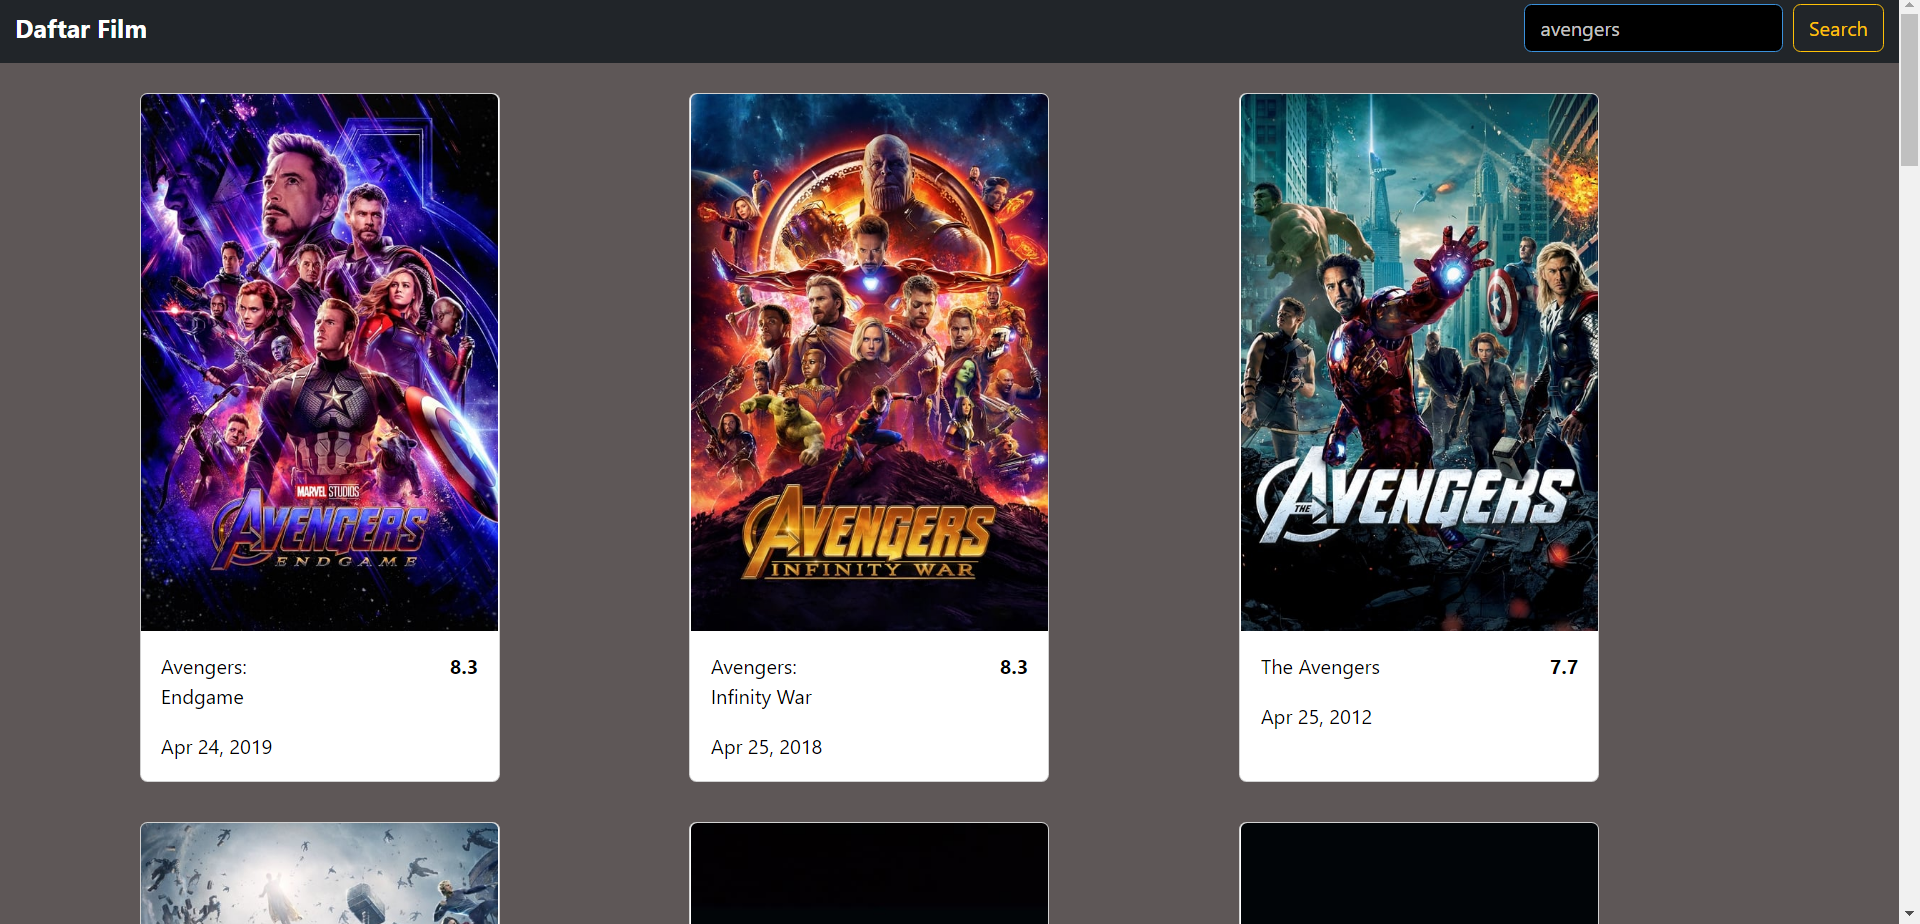 Daftar Film
avengers
Search
MARVEL STUDIOS
AVENGERS
ENDGAME
AVENGERS
INFINITY WAR
THE AVENGERS
Avengers: 8.3
Endgame
Apr 24, 2019
Avengers: 8.3
Infinity War
Apr 25, 2018
The Avengers 7.7
Apr 25, 2012